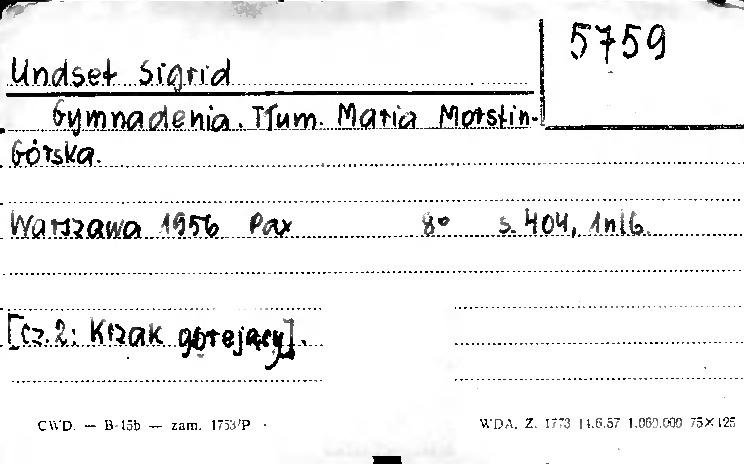 5759
Undset Sigrid
Gymnadenia. Tłum. Maria Morstin-
Górska.
Warszawa 1956 Pax 8° s. 404, 1nlb.
[cz.2: Krzak gorejący].
CWD. — B-15b — zam. 1753/P
WDA. Z. 1773 14.6.57 1.060.000 75×125